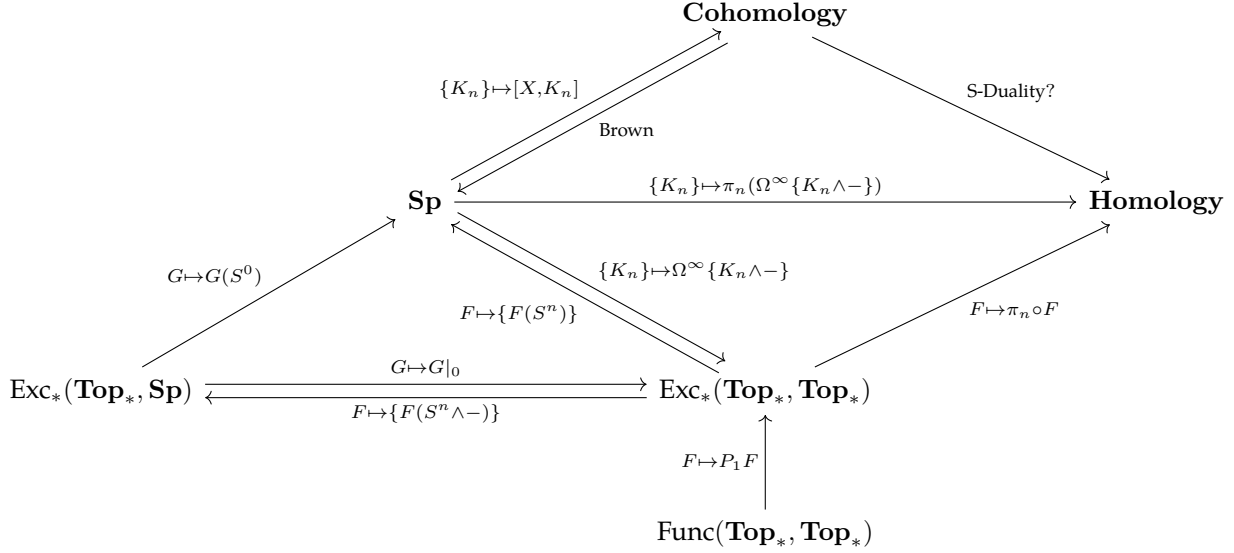 Cohomology
{K_n}↦[X,K_n]
S-Duality?
Brown
{K_n}↦π_n(Ω^∞{K_n∧−})
Sp
Homology
G↦G(S^0)
{K_n}↦Ω^∞{K_n∧−}
F↦{F(S^n)}
F↦π_n∘F
G↦G|_0
Exc_*(Top_*, Sp)
Exc_*(Top_*, Top_*)
F↦{F(S^n∧−)}
F↦P_1F
Func(Top_*, Top_*)